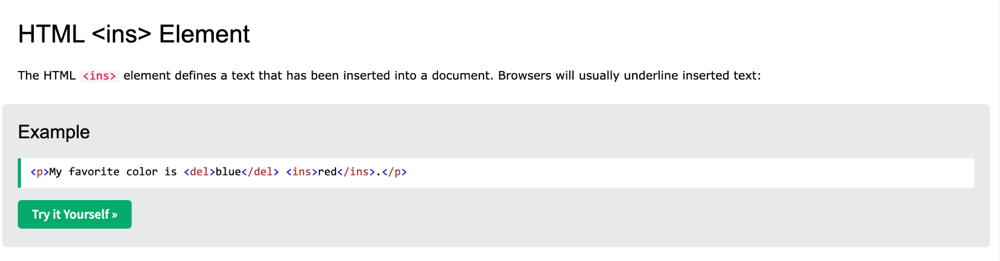 HTML <ins> Element
The HTML <ins> element defines a text that has been inserted into a document. Browsers will usually underline inserted text:
Example
<p>My favorite color is <del>blue</del> <ins>red</ins>.</p>
Try it Yourself »